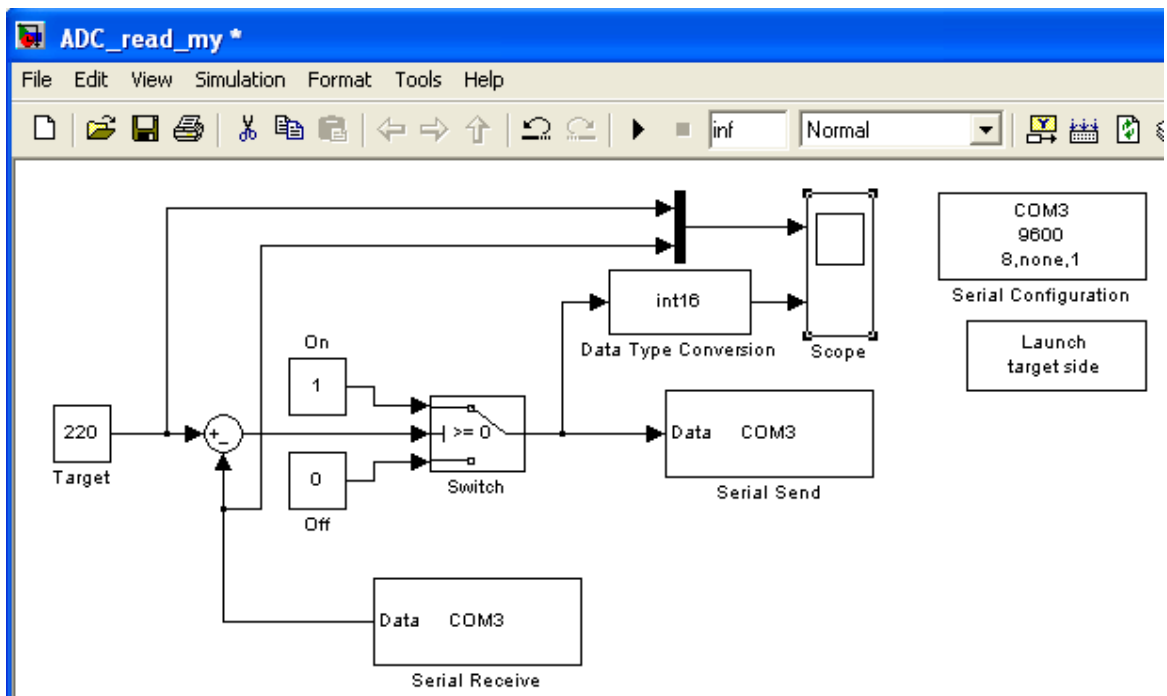 ADC_read_my *
File Edit View Simulation Format Tools Help
inf Normal
COM3
9600
8,none,1
Serial Configuration
int16
Data Type Conversion
Scope
Launch
target side
On
1
220
Target
+
-
>= 0
Switch
0
Off
Data COM3
Serial Send
Data COM3
Serial Receive